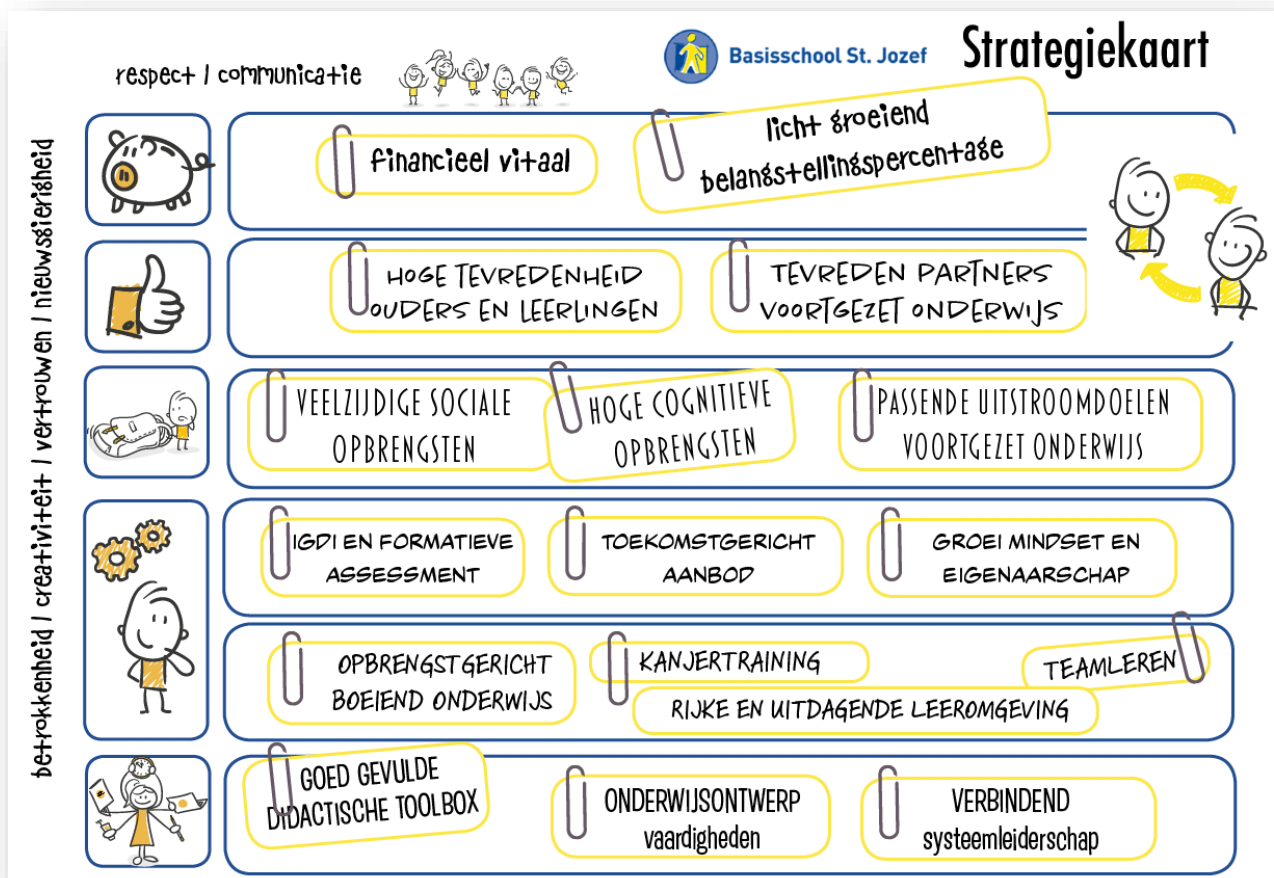 respect / communicatie
Basisschool St. Jozef
Strategiekaart
betrokkenheid / creativiteit / vertrouwen / nieuwsgierigheid
financieel vitaal
licht groeiend
belangstellingspercentage
HOGE TEVREDENHEID
OUDERS EN LEERLINGEN
TEVREDEN PARTNERS
VOORTGEZET ONDERWIJS
VEELZIJDIGE SOCIALE
OPBRENGSTEN
HOGE COGNITIEVE
OPBRENGSTEN
PASSENDE UITSTROOMDOELEN
VOORTGEZET ONDERWIJS
IGDI EN FORMATIEVE
ASSESSMENT
TOEKOMSTGERICHT
AANBOD
GROEI MINDSET EN
EIGENAARSCHAP
OPBRENGSTGERICHT
BOEIEND ONDERWIJS
KANJERTRAINING
TEAMLEREN
RIJKE EN UITDAGENDE LEEROMGEVING
GOED GEVULDE
DIDACTISCHE TOOLBOX
ONDERWIJSONTWERP
vaardigheden
VERBINDEND
systeemleiderschap